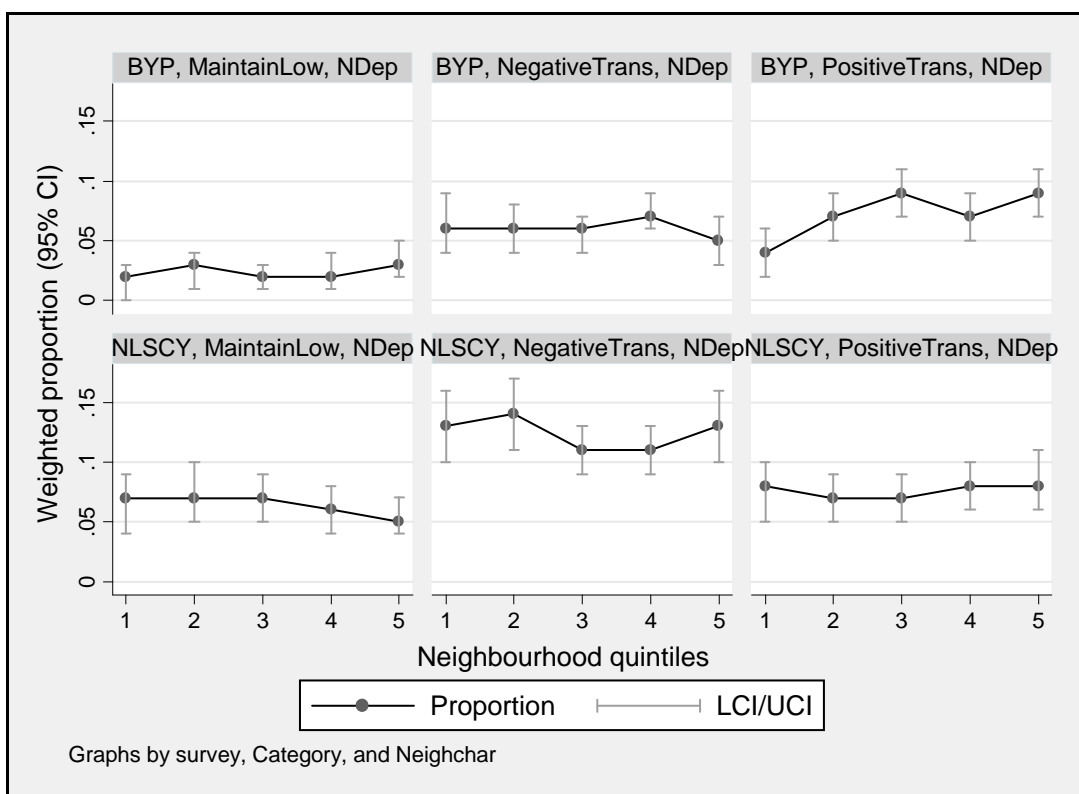 BYP, MaintainLow, NDep
BYP, NegativeTrans, NDep
BYP, PositiveTrans, NDep
.15
.1
.05
0
NLSCY, MaintainLow, NDep
NLSCY, NegativeTrans, NDep
NLSCY, PositiveTrans, NDep
.15
.1
.05
0
Weighted proportion (95% CI)
1 2 3 4 5
1 2 3 4 5
1 2 3 4 5
Neighbourhood quintiles
Proportion
LCI/UCI
Graphs by survey, Category, and Neighchar